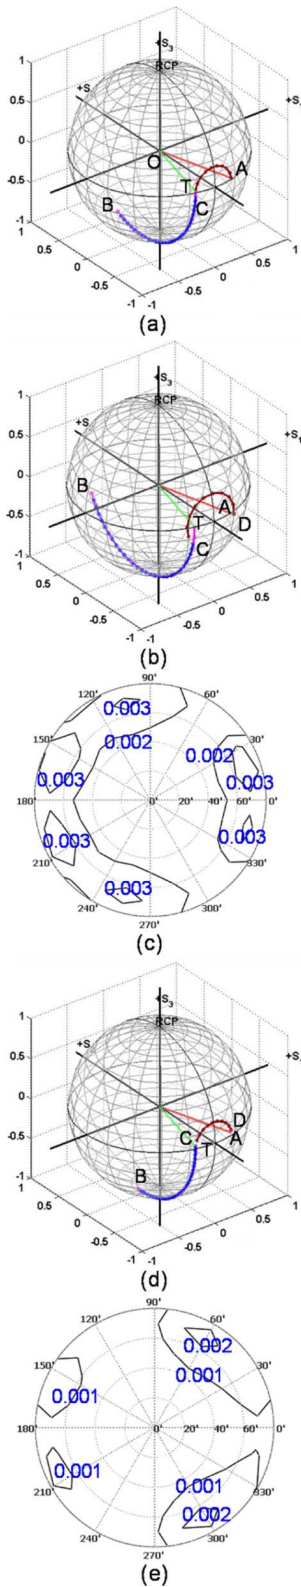 +S₃
1
+S
RCP
+S
0.5
0
O
A
T
-0.5
B
C
-1
1
0.5
0
-0.5
-1
-1
-0.5
0
0.5
1
(a)
1
+S₃
+S
RCP
+S₁
0.5
0
B
A
-0.5
T
D
C
-1
1
0.5
0
-0.5
-1
-1
-0.5
0
0.5
1
(b)
90'
120'
60'
0.003
150'
0.002
0.002
30'
0.003
0.003
180'
0'
20'
40'
60'
0'
0.003
0.003
210'
0.003
330'
240'
300'
270'
(c)
1
+S₃
+S
RCP
+S
0.5
0
D
C
A
-0.5
B
T
-1
1
0.5
0
-0.5
-1
-1
-0.5
0
0.5
1
(d)
90'
120'
60'
0.002
150'
0.001
30'
0.001
180'
0'
20'
40'
60'
0'
0.001
0.001
210'
0.002
330'
240'
300'
270'
(e)